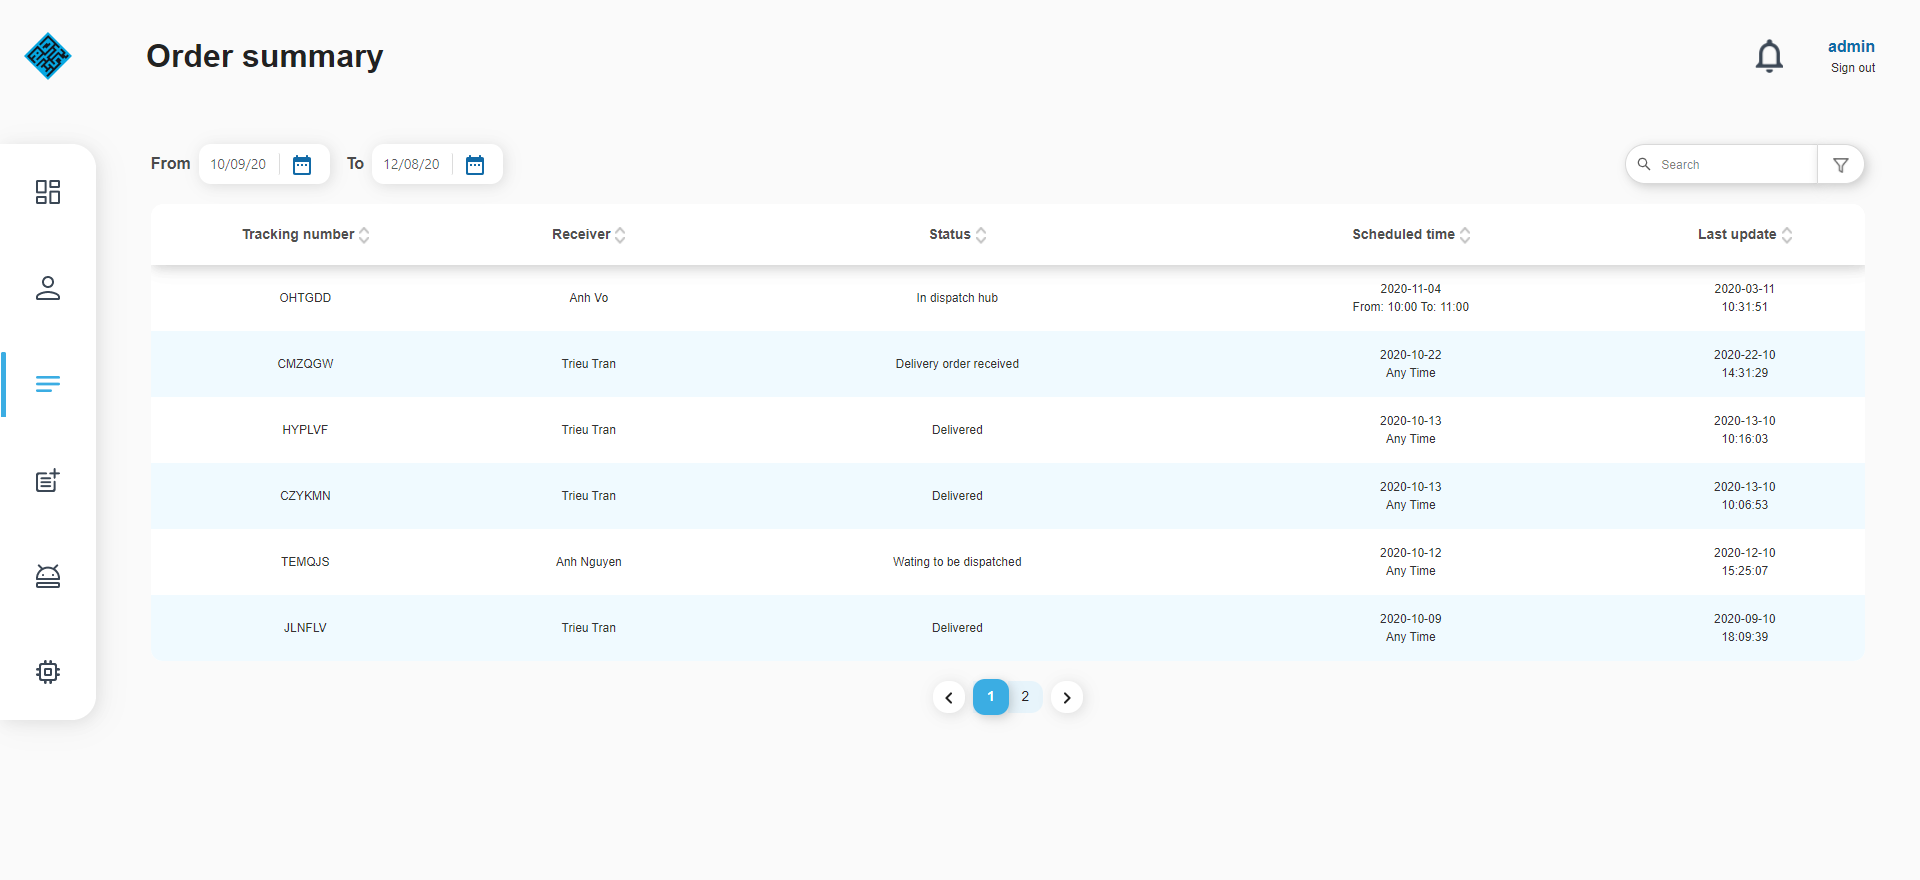 Order summary
admin
Sign out
From 10/09/20 To 12/08/20
Search
Tracking number Receiver Status Scheduled time Last update
OHTGDD Anh Vo In dispatch hub 2020-11-04 2020-03-11
From: 10:00 To: 11:00 10:31:51
CMZQGW Trieu Tran Delivery order received 2020-10-22 2020-22-10
Any Time 14:31:29
HYPLVF Trieu Tran Delivered 2020-10-13 2020-13-10
Any Time 10:16:03
CZYKMN Trieu Tran Delivered 2020-10-13 2020-13-10
Any Time 10:06:53
TEMQJS Anh Nguyen Wating to be dispatched 2020-10-12 2020-12-10
Any Time 15:25:07
JLNFLV Trieu Tran Delivered 2020-10-09 2020-09-10
Any Time 18:09:39
1 2